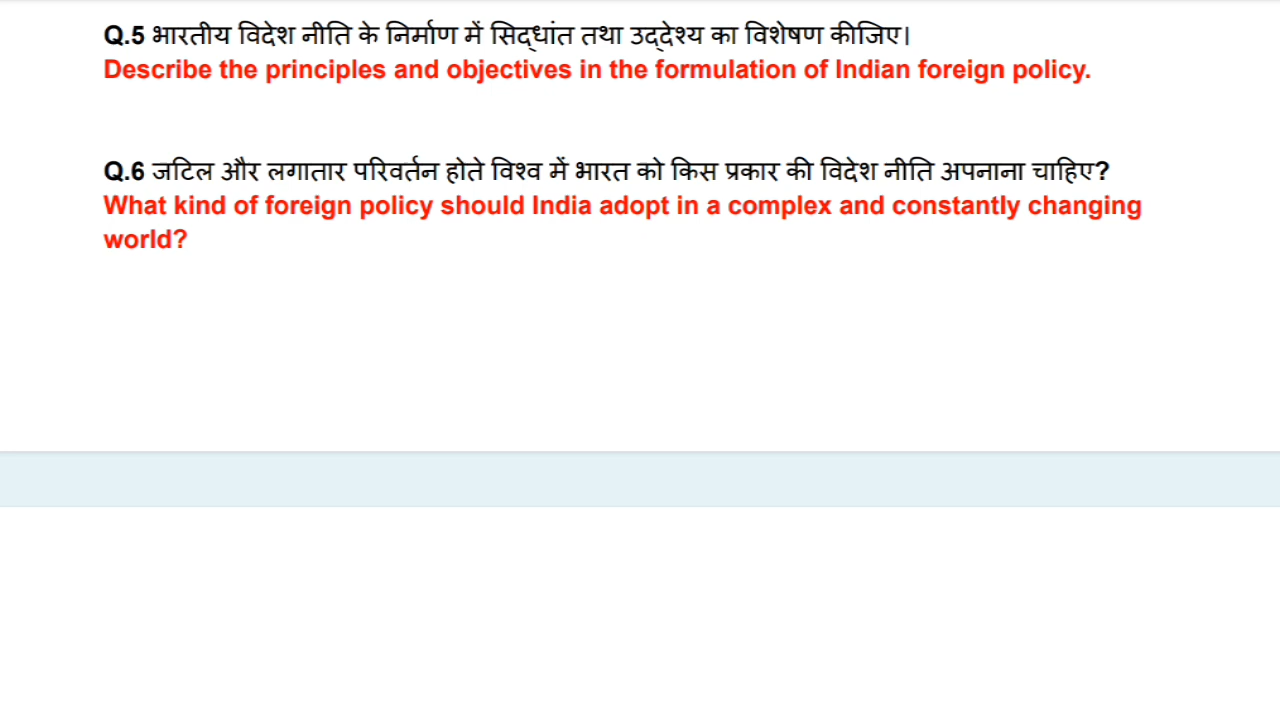 Q.5 भारतीय विदेश नीति के निर्माण में सिद्धांत तथा उद्देश्य का विशेषण कीजिए।
Describe the principles and objectives in the formulation of Indian foreign policy.
Q.6 जटिल और लगातार परिवर्तन होते विश्व में भारत को किस प्रकार की विदेश नीति अपनाना चाहिए?
What kind of foreign policy should India adopt in a complex and constantly changing
world?